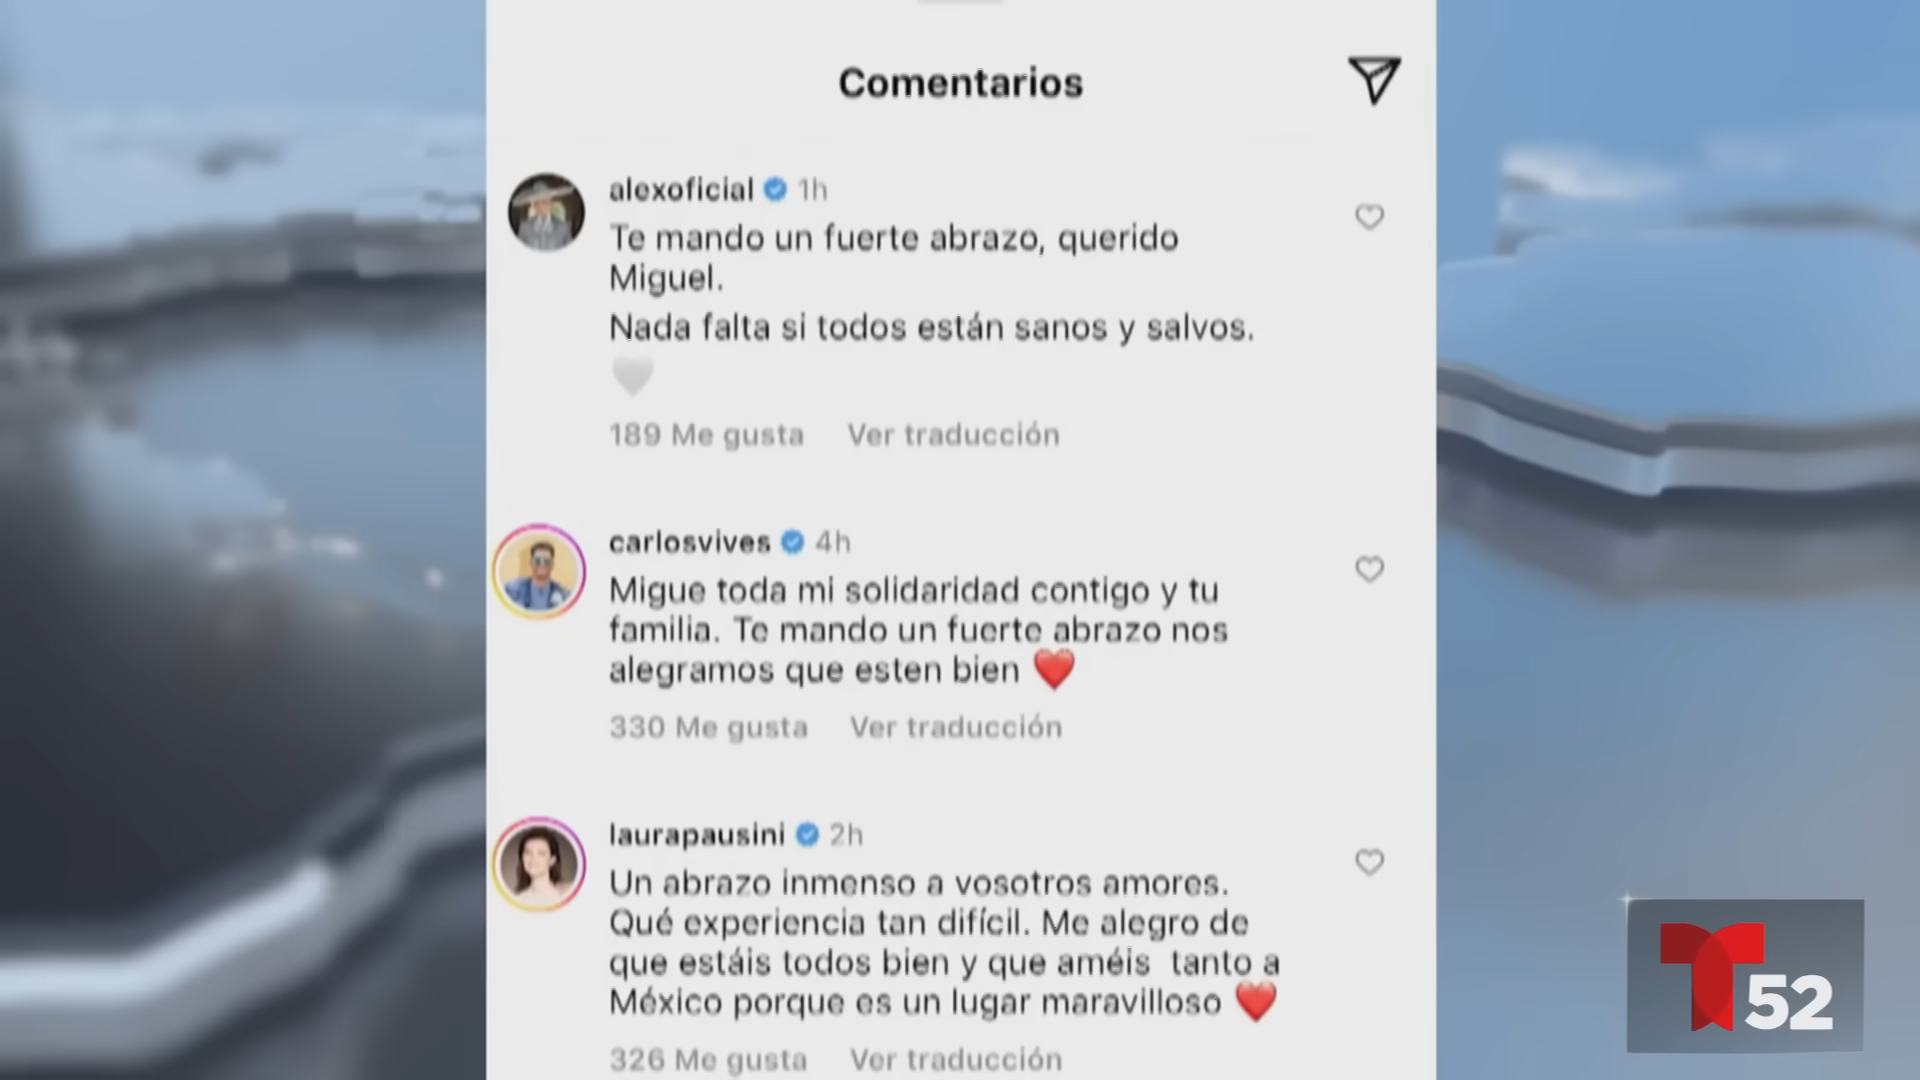 Comentarios
alexoficial 1h
Te mando un fuerte abrazo, querido
Miguel.
Nada falta si todos están sanos y salvos.
189 Me gusta Ver traducción
carlosvives 4h
Migue toda mi solidaridad contigo y tu
familia. Te mando un fuerte abrazo nos
alegramos que esten bien ❤️
330 Me gusta Ver traducción
laurapausini 2h
Un abrazo inmenso a vosotros amores.
Qué experiencia tan difícil. Me alegro de
que estáis todos bien y que améis tanto a
México porque es un lugar maravilloso ❤️
326 Me gusta Ver traducción
T 52